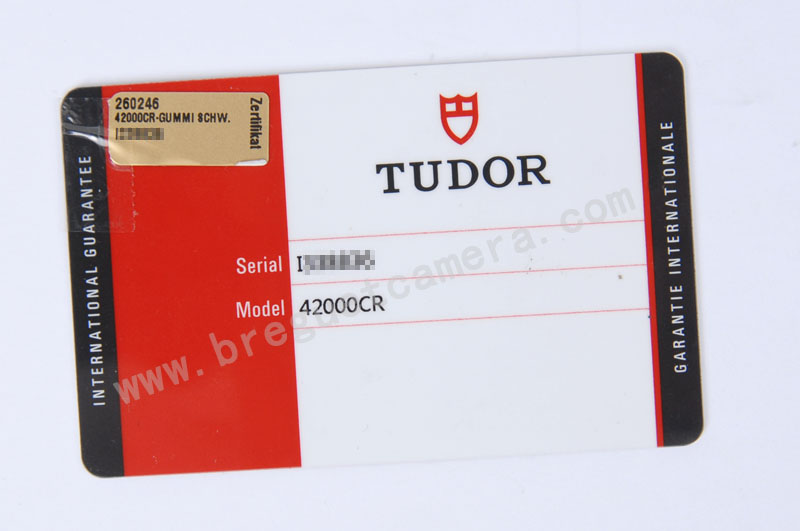 260246
42000CR-GUMMI SCHW.
Zertifikat
INTERNATIONAL GUARANTEE
TUDOR
Serial I
Model 42000CR
GARANTIE INTERNATIONALE
www.breguetcamera.com